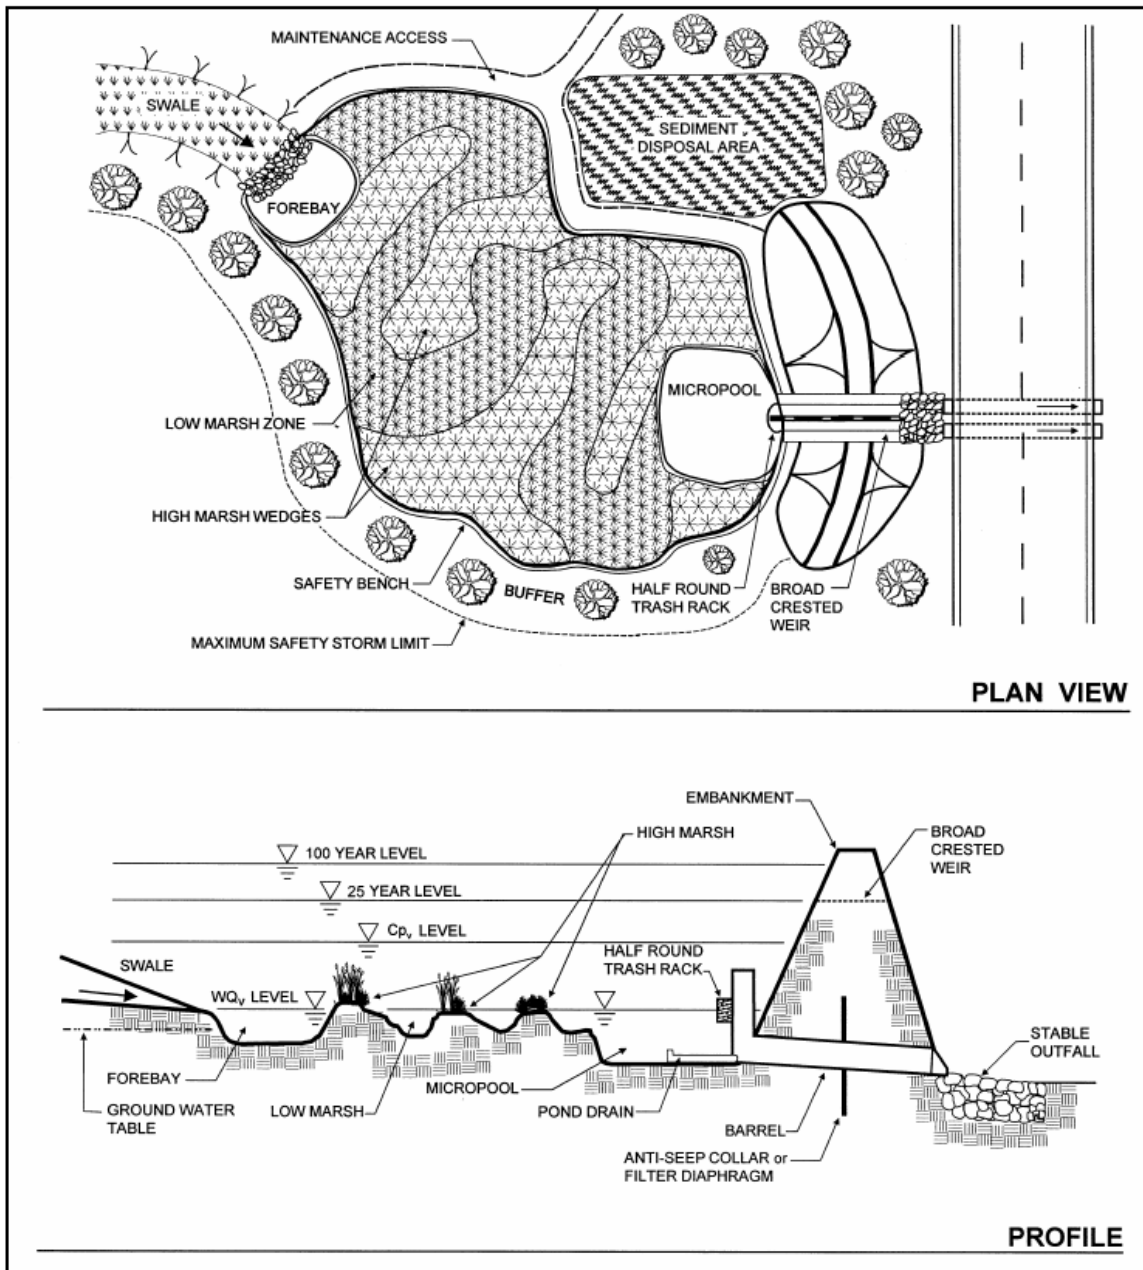 MAINTENANCE ACCESS
SWALE
SEDIMENT
DISPOSAL AREA
FOREBAY
MICROPOOL
LOW MARSH ZONE
HIGH MARSH WEDGES
SAFETY BENCH
BUFFER
HALF ROUND
TRASH RACK
BROAD
CRESTED
WEIR
MAXIMUM SAFETY STORM LIMIT
PLAN VIEW
EMBANKMENT
HIGH MARSH
BROAD
CRESTED
WEIR
100 YEAR LEVEL
25 YEAR LEVEL
Cpᵥ LEVEL
HALF ROUND
TRASH RACK
SWALE
WQᵥ LEVEL
STABLE
OUTFALL
FOREBAY
MICROPOOL
GROUND WATER
TABLE
LOW MARSH
POND DRAIN
BARREL
ANTI-SEEP COLLAR or
FILTER DIAPHRAGM
PROFILE